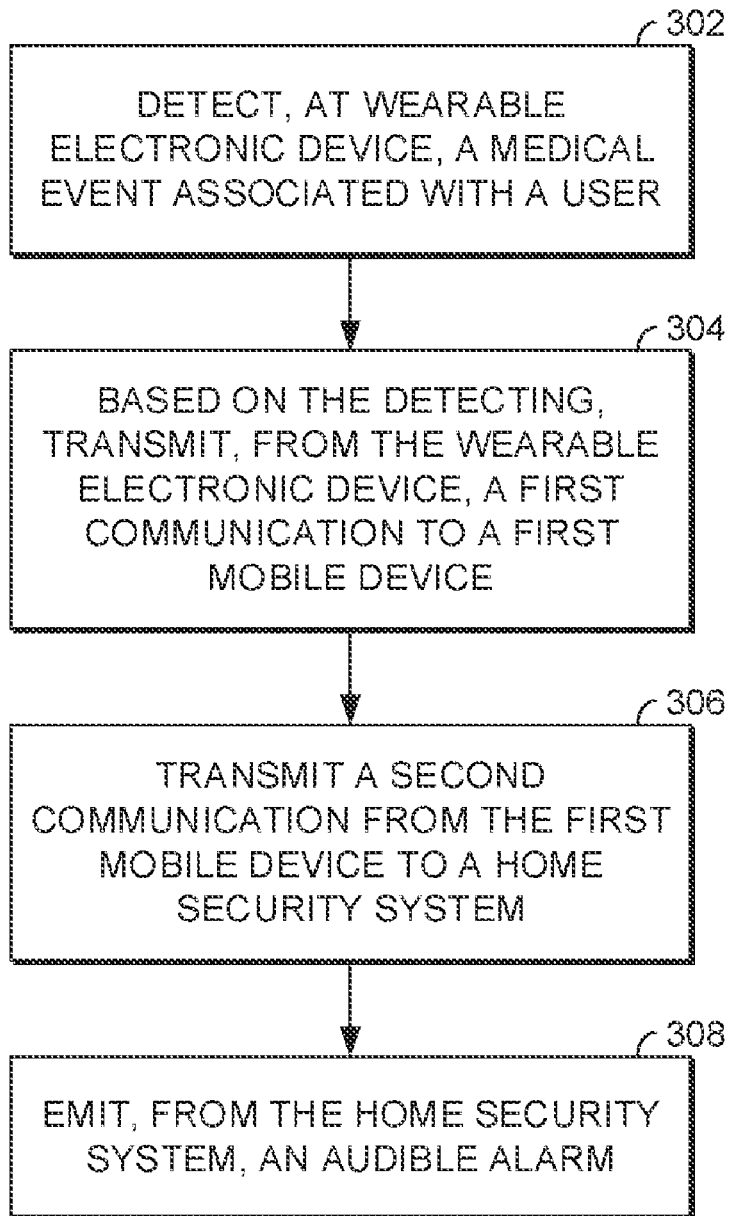 302
DETECT, AT WEARABLE
ELECTRONIC DEVICE, A MEDICAL
EVENT ASSOCIATED WITH A USER
304
BASED ON THE DETECTING,
TRANSMIT, FROM THE WEARABLE
ELECTRONIC DEVICE, A FIRST
COMMUNICATION TO A FIRST
MOBILE DEVICE
306
TRANSMIT A SECOND
COMMUNICATION FROM THE FIRST
MOBILE DEVICE TO A HOME
SECURITY SYSTEM
308
EMIT, FROM THE HOME SECURITY
SYSTEM, AN AUDIBLE ALARM